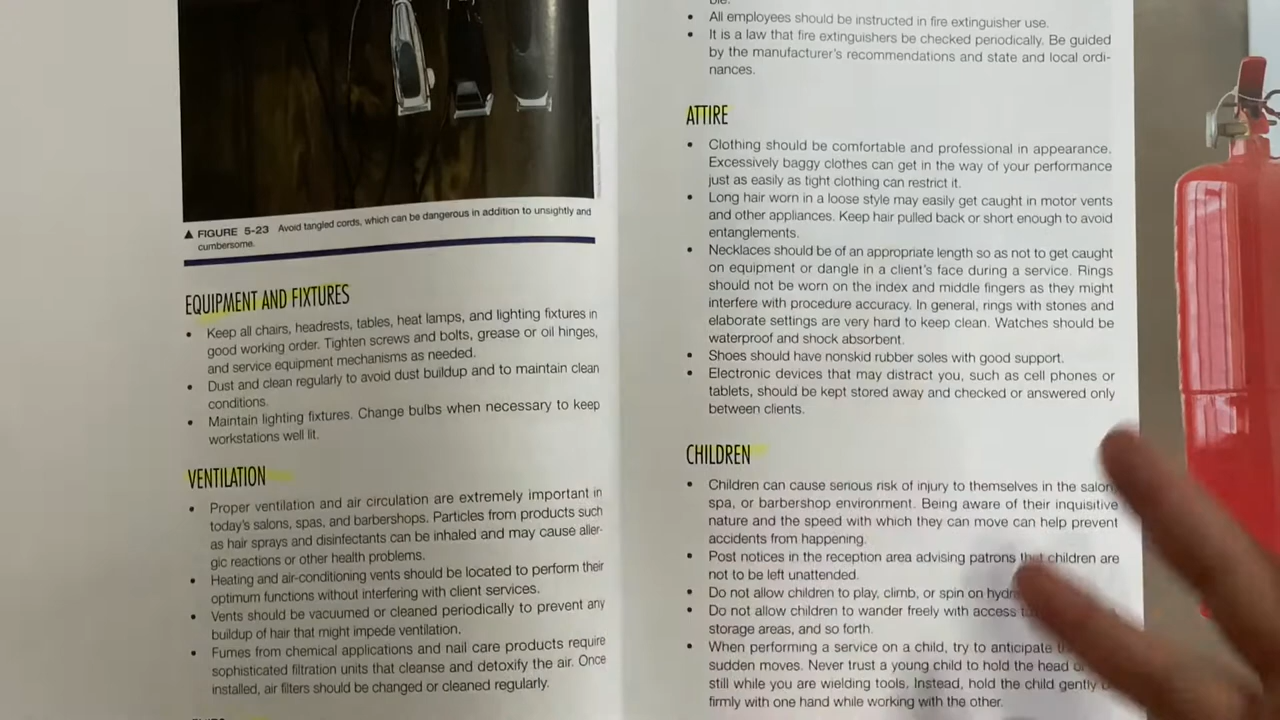 ▲ FIGURE 5-23 Avoid tangled cords, which can be dangerous in addition to unsightly and
cumbersome.
EQUIPMENT AND FIXTURES
• Keep all chairs, headrests, tables, heat lamps, and lighting fixtures in
good working order. Tighten screws and bolts, grease or oil hinges,
and service equipment mechanisms as needed.
• Dust and clean regularly to avoid dust buildup and to maintain clean
conditions.
• Maintain lighting fixtures. Change bulbs when necessary to keep
workstations well lit.
VENTILATION
• Proper ventilation and air circulation are extremely important in
today's salons, spas, and barbershops. Particles from products such
as hair sprays and disinfectants can be inhaled and may cause aller-
gic reactions or other health problems.
• Heating and air-conditioning vents should be located to perform their
optimum functions without interfering with client services.
• Vents should be vacuumed or cleaned periodically to prevent any
buildup of hair that might impede ventilation.
• Fumes from chemical applications and nail care products require
sophisticated filtration units that cleanse and detoxify the air. Once
installed, air filters should be changed or cleaned regularly.
• All employees should be instructed in fire extinguisher use.
• It is a law that fire extinguishers be checked periodically. Be guided
by the manufacturer's recommendations and state and local ordi-
nances.
ATTIRE
• Clothing should be comfortable and professional in appearance.
Excessively baggy clothes can get in the way of your performance
just as easily as tight clothing can restrict it.
• Long hair worn in a loose style may easily get caught in motor vents
and other appliances. Keep hair pulled back or short enough to avoid
entanglements.
• Necklaces should be of an appropriate length so as not to get caught
on equipment or dangle in a client's face during a service. Rings
should not be worn on the index and middle fingers as they might
interfere with procedure accuracy. In general, rings with stones and
elaborate settings are very hard to keep clean. Watches should be
waterproof and shock absorbent.
• Shoes should have nonskid rubber soles with good support.
• Electronic devices that may distract you, such as cell phones or
tablets, should be kept stored away and checked or answered only
between clients.
CHILDREN
• Children can cause serious risk of injury to themselves in the salon,
spa, or barbershop environment. Being aware of their inquisitive
nature and the speed with which they can move can help prevent
accidents from happening.
• Post notices in the reception area advising patrons that children are
not to be left unattended.
• Do not allow children to play, climb, or spin on
• Do not allow children to wander freely with access
storage areas, and so forth.
• When performing a service on a child, try to anticipate
sudden moves. Never trust a young child to hold the head
still while you are wielding tools. Instead, hold the child gently
firmly with one hand while working with the other.